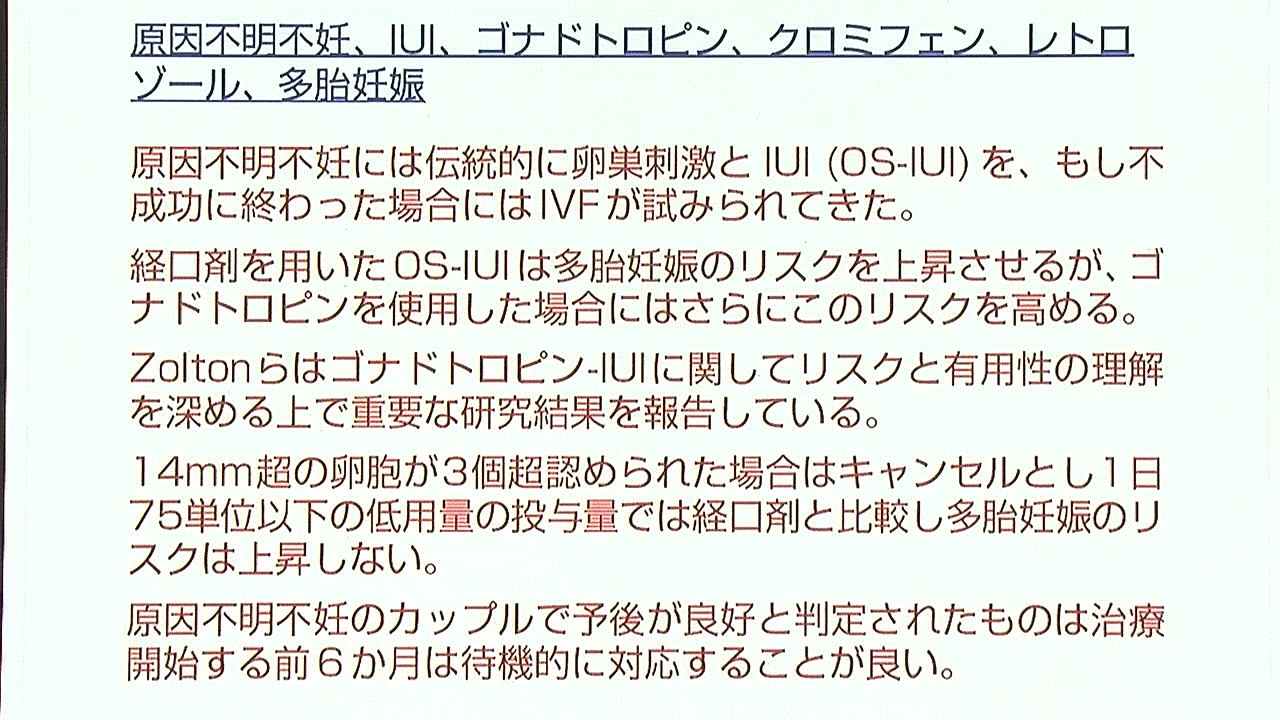 原因不明不妊、IUI、ゴナドトロピン、クロミフェン、レトロ
ゾール、多胎妊娠
原因不明不妊には伝統的に卵巣刺激と IUI (OS-IUI) を、もし不
成功に終わった場合にはIVFが試みられてきた。
経口剤を用いたOS-IUIは多胎妊娠のリスクを上昇させるが、ゴ
ナドトロピンを使用した場合にはさらにこのリスクを高める。
Zoltonらはゴナドトロピン-IUIに関してリスクと有用性の理解
を深める上で重要な研究結果を報告している。
14mm超の卵胞が3個超認められた場合はキャンセルとし1日
75単位以下の低用量の投与量では経口剤と比較し多胎妊娠のリ
スクは上昇しない。
原因不明不妊のカップルで予後が良好と判定されたものは治療
開始する前6か月は待機的に対応することが良い。